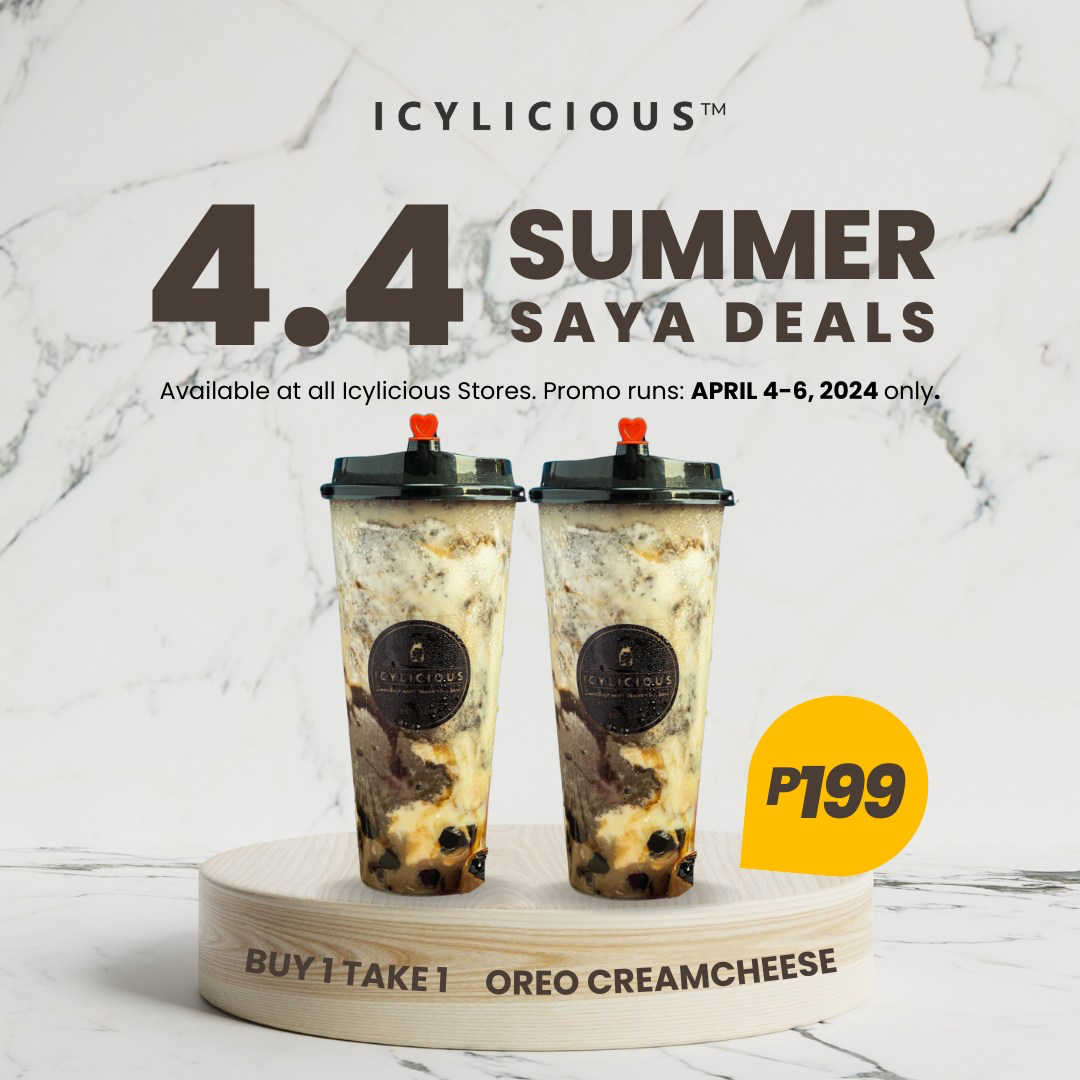 ICYLICIOUS™
4.4 SUMMER
SAYA DEALS
Available at all Icylicious Stores. Promo runs: APRIL 4-6, 2024 only.
ICYLICIOUS
ICYLICIOUS
P199
BUY 1 TAKE 1 OREO CREAMCHEESE